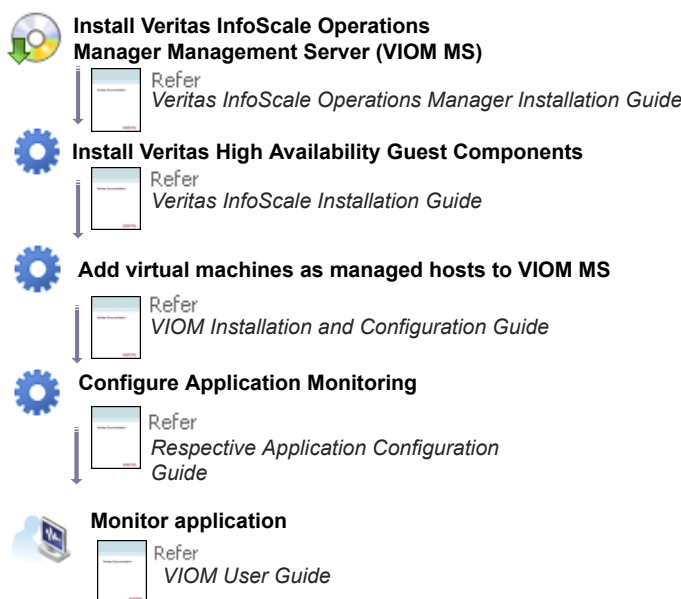 Install Veritas InfoScale Operations
Manager Management Server (VIOM MS)
Refer
Veritas InfoScale Operations Manager Installation Guide
Install Veritas High Availability Guest Components
Refer
Veritas InfoScale Installation Guide
Add virtual machines as managed hosts to VIOM MS
Refer
VIOM Installation and Configuration Guide
Configure Application Monitoring
Refer
Respective Application Configuration
Guide
Monitor application
Refer
VIOM User Guide